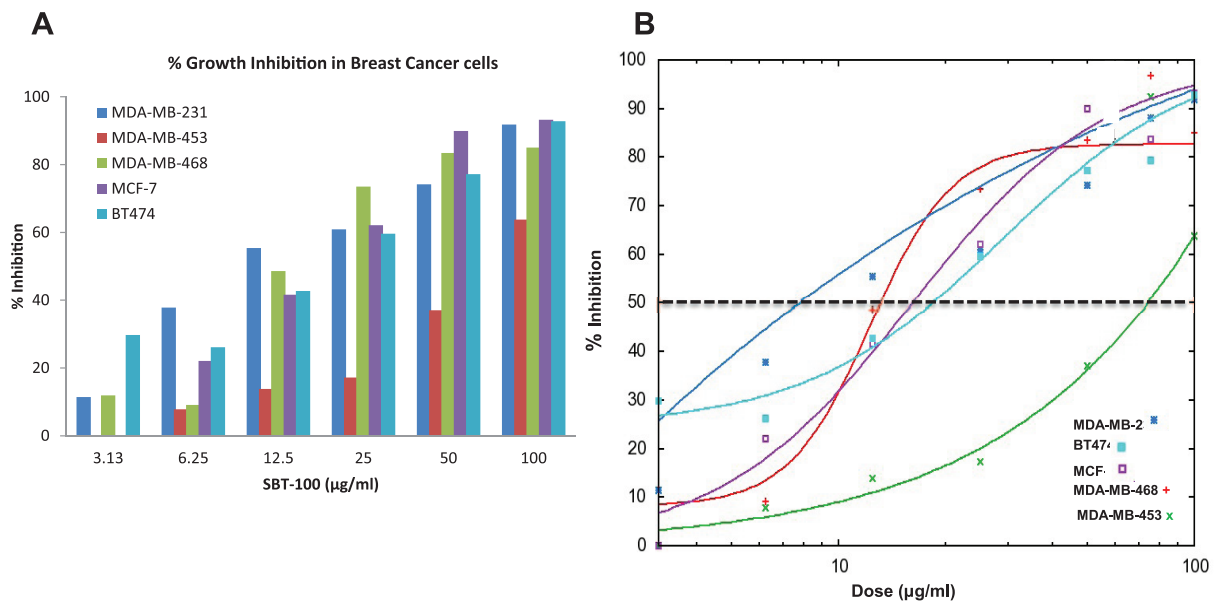 A
% Growth Inhibition in Breast Cancer cells
100
80
60
40
20
0
% Inhibition
MDA-MB-231
MDA-MB-453
MDA-MB-468
MCF-7
BT474
3.13 6.25 12.5 25 50 100
SBT-100 (µg/ml)
B
100
90
80
70
60
50
40
30
20
10
0
% Inhibition
MDA-MB-2
BT474
MCF-
MDA-MB-468
MDA-MB-453
10 100
Dose (µg/ml)